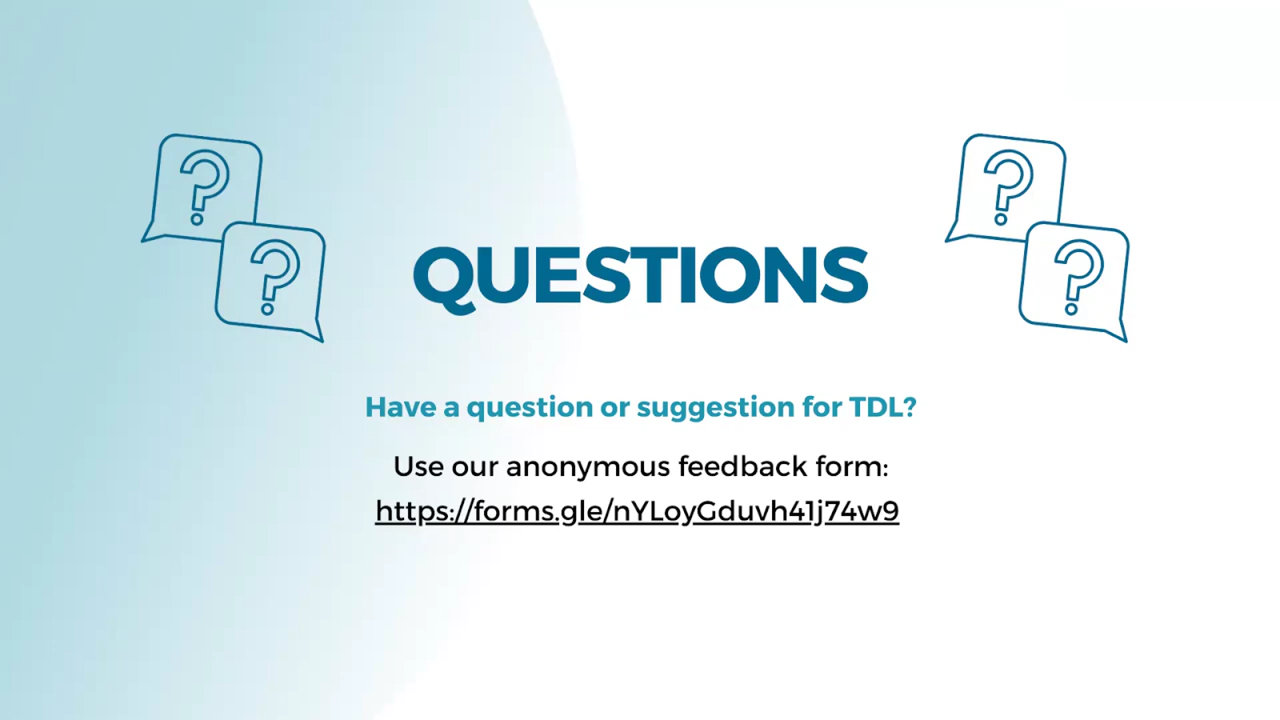 QUESTIONS
Have a question or suggestion for TDL?
Use our anonymous feedback form:
https://forms.gle/nYLoyGduvh41j74w9